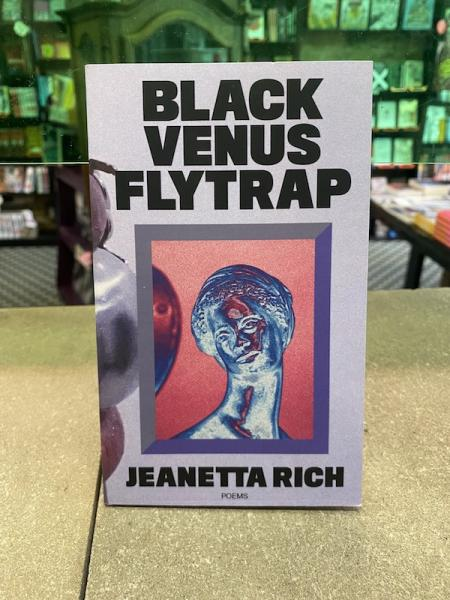 BLACK
VENUS
FLYTRAP
JEANETTA RICH
POEMS